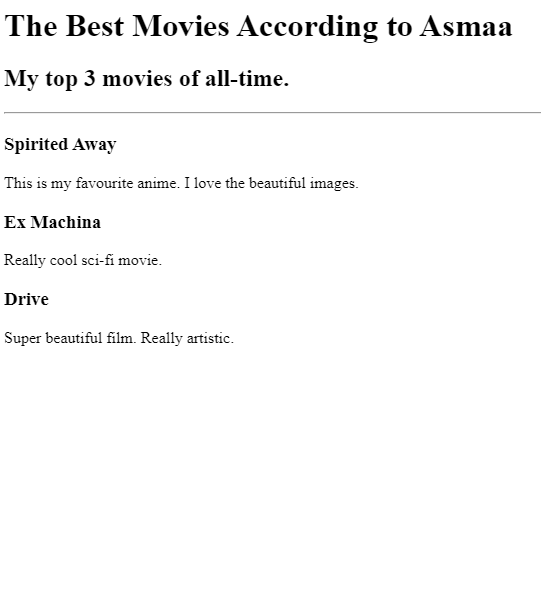 The Best Movies According to Asmaa
My top 3 movies of all-time.
Spirited Away
This is my favourite anime. I love the beautiful images.
Ex Machina
Really cool sci-fi movie.
Drive
Super beautiful film. Really artistic.